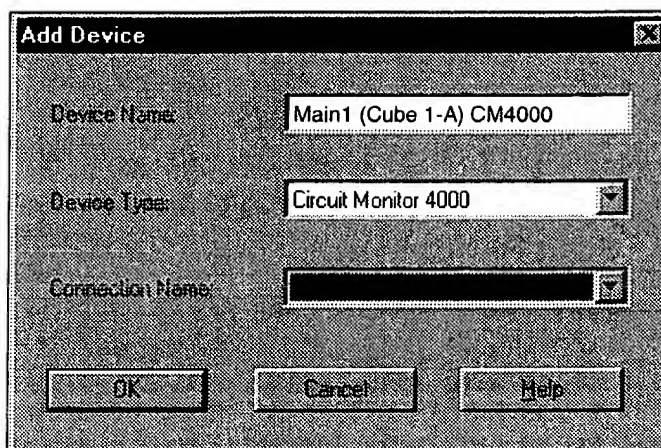 Add Device
Device Name: Main1 (Cube 1-A) CM4000
Device Type: Circuit Monitor 4000
Connection Name:
OK Cancel Help